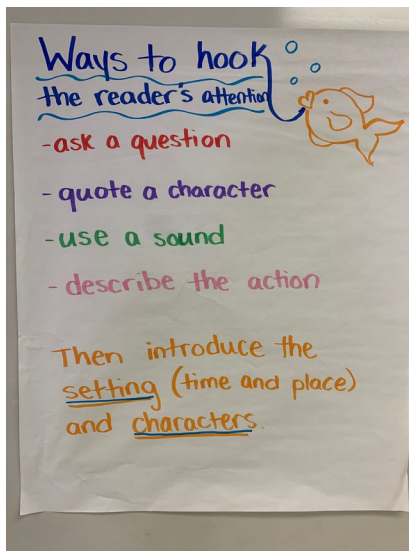 Ways to hook
the reader's attention
-ask a question
-quote a character
-use a sound
-describe the action
Then introduce the
setting (time and place)
and characters.